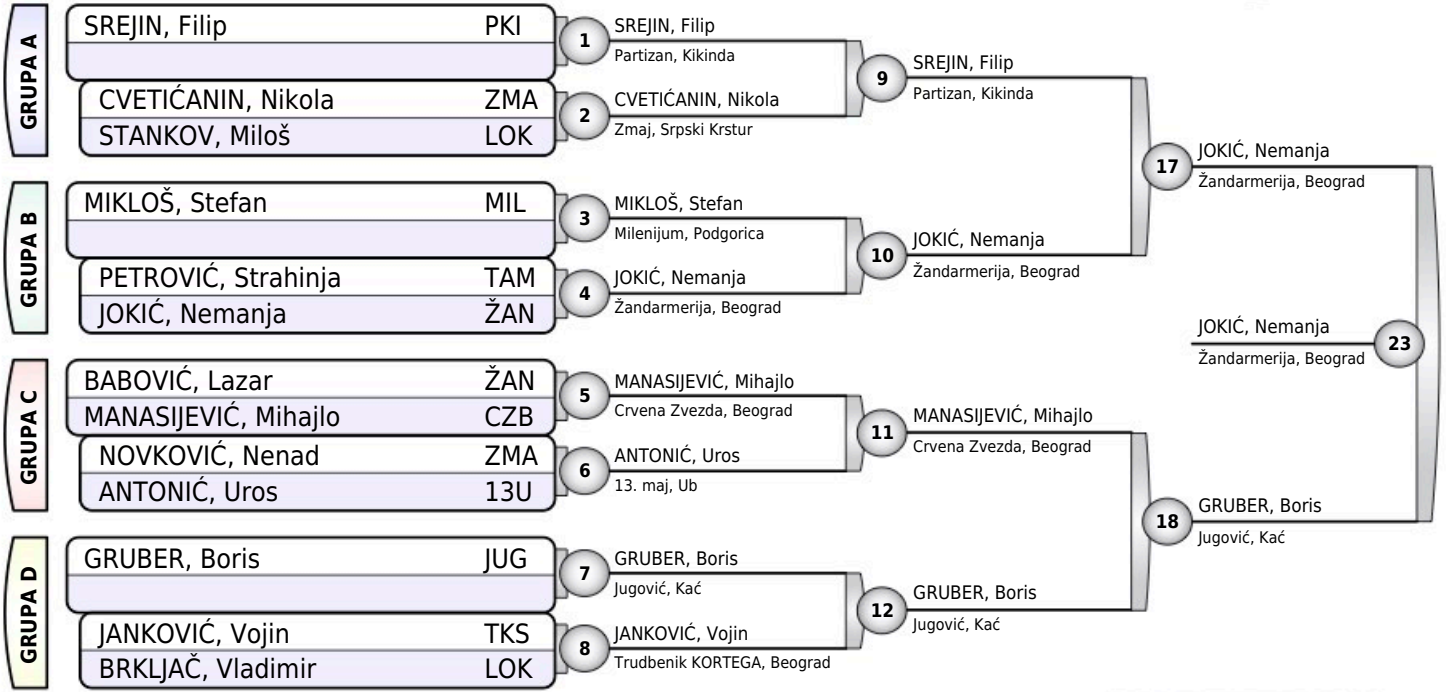 GRUPA A
SREJIN, Filip PKI
CVETIĆANIN, Nikola ZMA
STANKOV, Miloš LOK
GRUPA B
MIKLOŠ, Stefan MIL
PETROVIĆ, Strahinja TAM
JOKIĆ, Nemanja ŽAN
GRUPA C
BABOVIĆ, Lazar ŽAN
MANASIJEVIĆ, Mihajlo CZB
NOVKOVIĆ, Nenad ZMA
ANTONIĆ, Uros 13U
GRUPA D
GRUBER, Boris JUG
JANKOVIĆ, Vojin TKS
BRKLJAČ, Vladimir LOK
1
SREJIN, Filip
Partizan, Kikinda
2
CVETIĆANIN, Nikola
Zmaj, Srpski Krstur
3
MIKLOŠ, Stefan
Milenijum, Podgorica
4
JOKIĆ, Nemanja
Žandarmerija, Beograd
5
MANASIJEVIĆ, Mihajlo
Crvena Zvezda, Beograd
6
ANTONIĆ, Uros
13. maj, Ub
7
GRUBER, Boris
Jugović, Kać
8
JANKOVIĆ, Vojin
Trudbenik KORTEGA, Beograd
9
SREJIN, Filip
Partizan, Kikinda
10
JOKIĆ, Nemanja
Žandarmerija, Beograd
11
MANASIJEVIĆ, Mihajlo
Crvena Zvezda, Beograd
12
GRUBER, Boris
Jugović, Kać
17
JOKIĆ, Nemanja
Žandarmerija, Beograd
18
GRUBER, Boris
Jugović, Kać
JOKIĆ, Nemanja
Žandarmerija, Beograd
23